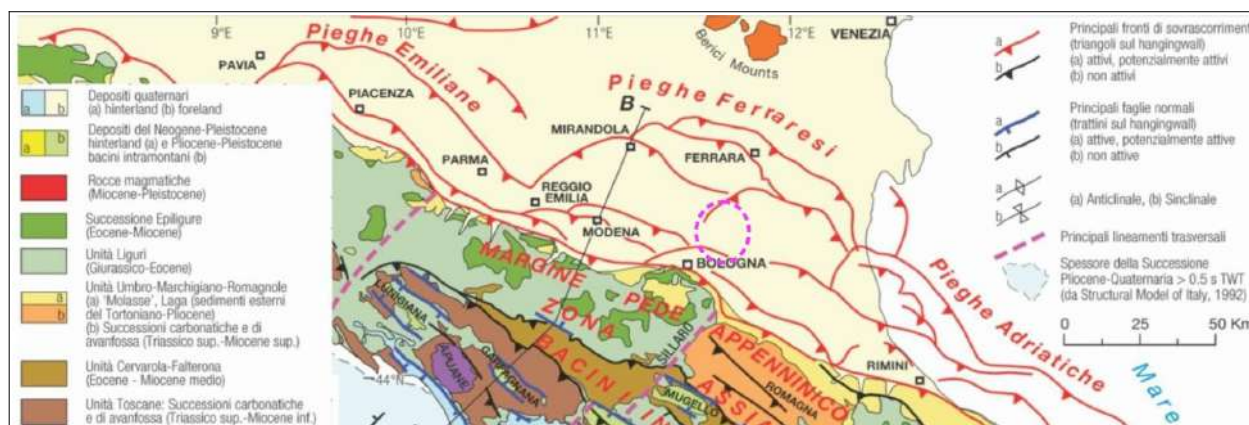 9°E
10°E
11°E
12°E
VENEZIA
PAVIA
Berici Mounts
Pieghe Emiliane
PIACENZA
Pieghe Ferraresi
B
MIRANDOLA
FERRARA
PARMA
REGGIO
EMILIA
MODENA
BOLOGNA
MARGINE PEDE APPENNINICO
ZONA ASSIA
BACINI IN
LUNIGIANA
APUANE
GARFAGNANA
44°N
SILLARO
MUGELLO
ROMAGNA
RIMINI
Pieghe Adriatiche
Mare
a
b
Depositi quaternari
(a) hinterland (b) foreland
a
b
Depositi del Neogene-Pleistocene
hinterland (a) e Pliocene-Pleistocene
bacini intramontani (b)
Rocce magmatiche
(Miocene-Pleistocene)
Successione Epiligure
(Eocene-Miocene)
Unità Liguri
(Giurassico-Eocene)
a
b
Unità Umbro-Marchigiano-Romagnole
(a) 'Molasse', Laga (sedimenti esterni
del Tortoniano-Pliocene)
(b) Successioni carbonatiche e di
avanfossa (Triassico sup.-Miocene sup.)
Unità Cervarola-Falterona
(Eocene - Miocene medio)
Unità Toscane: Successioni carbonatiche
e di avanfossa (Triassico sup.-Miocene inf.)
a
b
Principali fronti di sovrascorriment
(triangoli sul hangingwall)
(a) attivi, potenzialmente attivi
(b) non attivi
a
b
Principali faglie normali
(trattini sul hangingwall)
(a) attive, potenzialmente attive
(b) non attive
a
b
(a) Anticlinale, (b) Sinclinale
Principali lineamenti trasversali
Spessore della Successione
Pliocene-Quaternaria > 0.5 s TWT
(da Structural Model of Italy, 1992)
0 25 50 Km